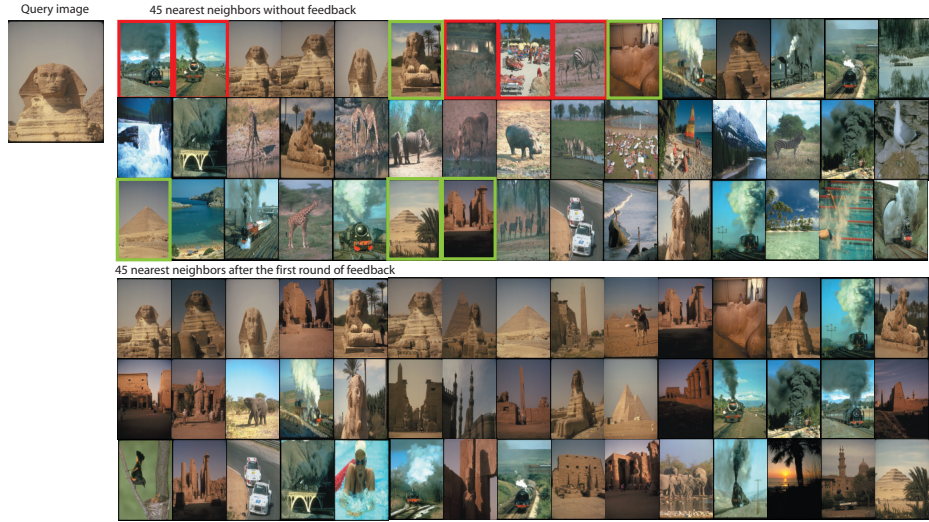 Query image
45 nearest neighbors without feedback
45 nearest neighbors after the first round of feedback